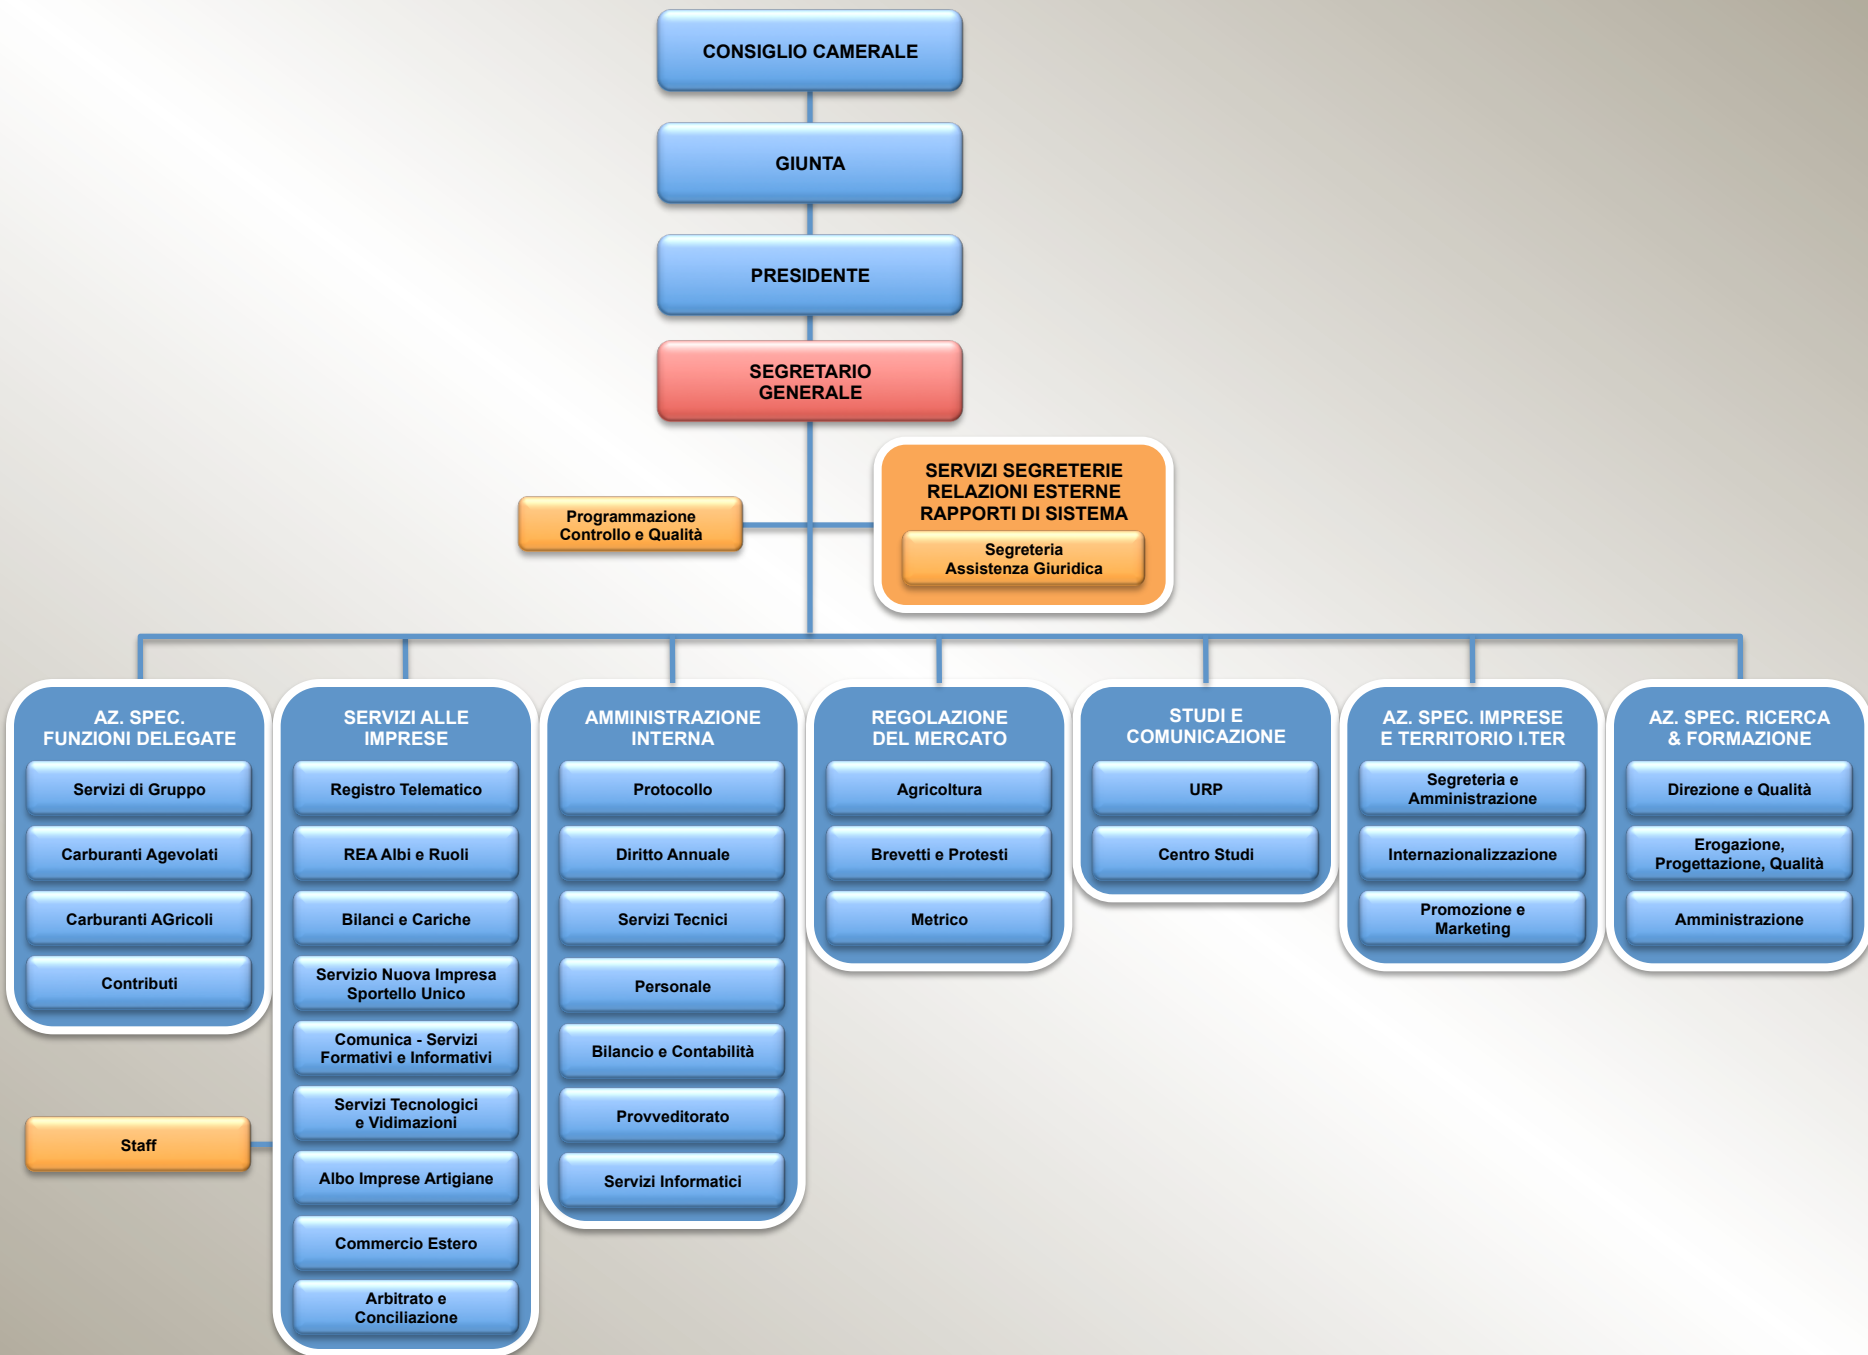 CONSIGLIO CAMERALE
GIUNTA
PRESIDENTE
SEGRETARIO
GENERALE
Programmazione
Controllo e Qualità
SERVIZI SEGRETERIE
RELAZIONI ESTERNE
RAPPORTI DI SISTEMA
Segreteria
Assistenza Giuridica
AZ. SPEC.
FUNZIONI DELEGATE
Servizi di Gruppo
Carburanti Agevolati
Carburanti AGricoli
Contributi
Staff
SERVIZI ALLE
IMPRESE
Registro Telematico
REA Albi e Ruoli
Bilanci e Cariche
Servizio Nuova Impresa
Sportello Unico
Comunica - Servizi
Formativi e Informativi
Servizi Tecnologici
e Vidimazioni
Albo Imprese Artigiane
Commercio Estero
Arbitrato e
Conciliazione
AMMINISTRAZIONE
INTERNA
Protocollo
Diritto Annuale
Servizi Tecnici
Personale
Bilancio e Contabilità
Provveditorato
Servizi Informatici
REGOLAZIONE
DEL MERCATO
Agricoltura
Brevetti e Protesti
Metrico
STUDI E
COMUNICAZIONE
URP
Centro Studi
AZ. SPEC. IMPRESE
E TERRITORIO I.TER
Segreteria e
Amministrazione
Internazionalizzazione
Promozione e
Marketing
AZ. SPEC. RICERCA
& FORMAZIONE
Direzione e Qualità
Erogazione,
Progettazione, Qualità
Amministrazione